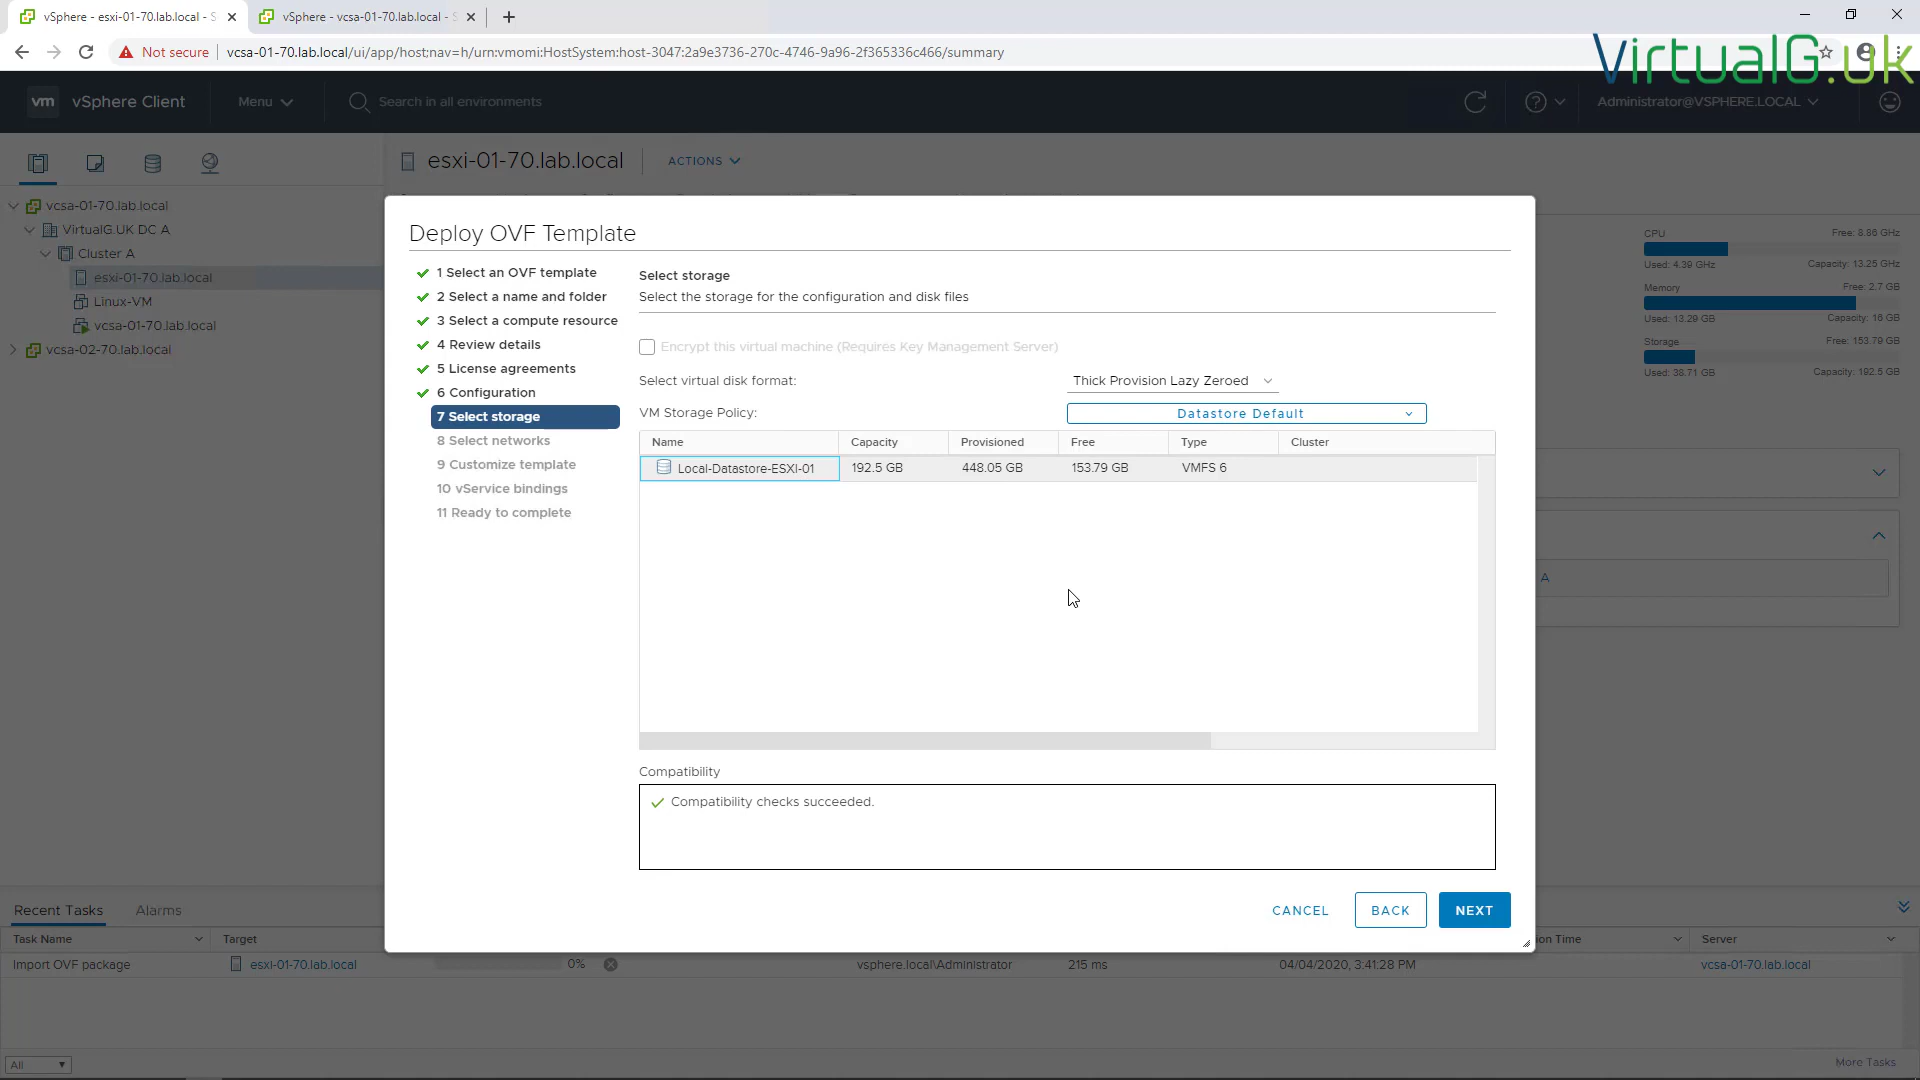 vSphere - esxi-01-70.lab.local - S
vSphere - vcsa-01-70.lab.local - S
Not secure
vcsa-01-70.lab.local/ui/app/host;nav=h/urn:vmomi:HostSystem:host-3047:2a9e3736-270c-4746-9a96-2f365336c466/summary
VirtualG.uk
vm
vSphere Client
Menu
Search in all environments
Administrator@VSPHERE.LOCAL
esxi-01-70.lab.local
ACTIONS
vcsa-01-70.lab.local
VirtualG.UK DC A
Cluster A
esxi-01-70.lab.local
Linux-VM
vcsa-01-70.lab.local
vcsa-02-70.lab.local
CPU
Free: 8.86 GHz
Used: 4.39 GHz
Capacity: 13.25 GHz
Memory
Free: 2.7 GB
Used: 13.29 GB
Capacity: 16 GB
Storage
Free: 153.79 GB
Used: 38.71 GB
Capacity: 192.5 GB
A
Deploy OVF Template
1 Select an OVF template
2 Select a name and folder
3 Select a compute resource
4 Review details
5 License agreements
6 Configuration
7 Select storage
8 Select networks
9 Customize template
10 vService bindings
11 Ready to complete
Select storage
Select the storage for the configuration and disk files
Encrypt this virtual machine (Requires Key Management Server)
Select virtual disk format:
Thick Provision Lazy Zeroed
VM Storage Policy:
Datastore Default
Name Capacity Provisioned Free Type Cluster
Local-Datastore-ESXI-01 192.5 GB 448.05 GB 153.79 GB VMFS 6
Compatibility
Compatibility checks succeeded.
CANCEL
BACK
NEXT
Recent Tasks
Alarms
Task Name Target ion Time Server
Import OVF package esxi-01-70.lab.local 0% vsphere.local\Administrator 215 ms 04/04/2020, 3:41:28 PM vcsa-01-70.lab.local
All
More Tasks